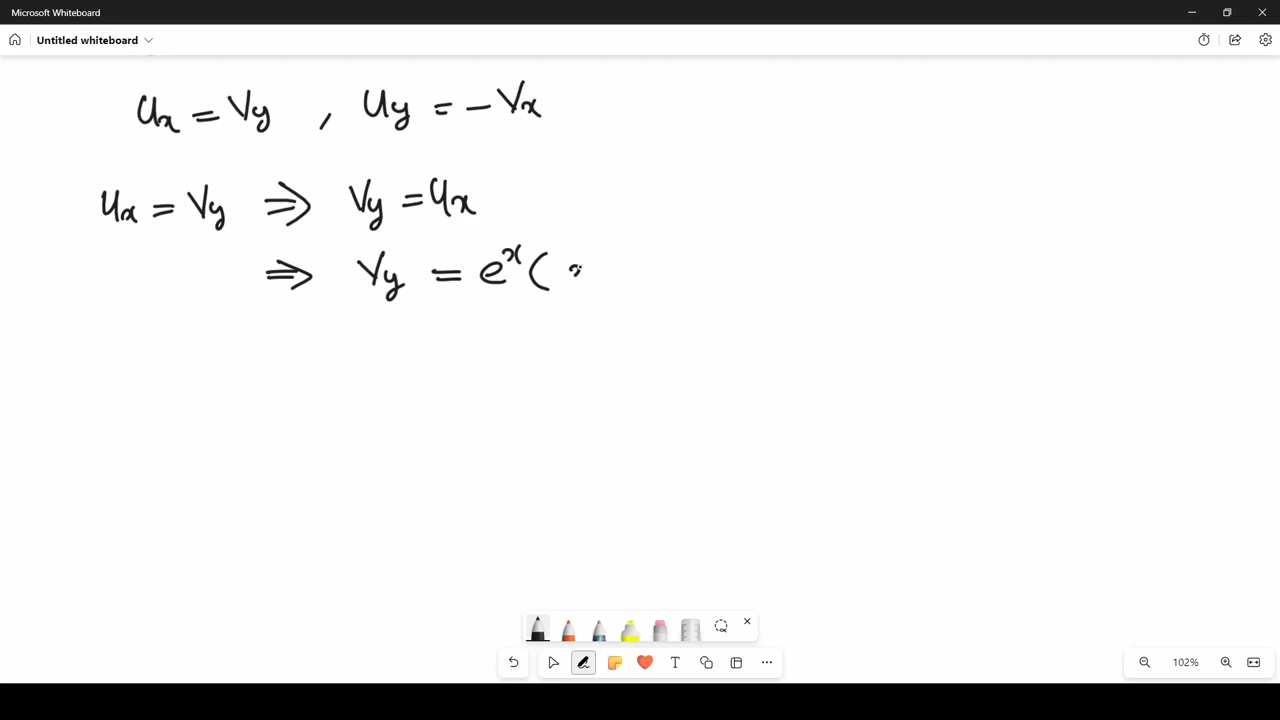 Microsoft Whiteboard
Untitled whiteboard
Ux = Vy , Uy = -Vx
Ux = Vy ⇒ Vy = Ux
⇒ Vy = e^x (
102%